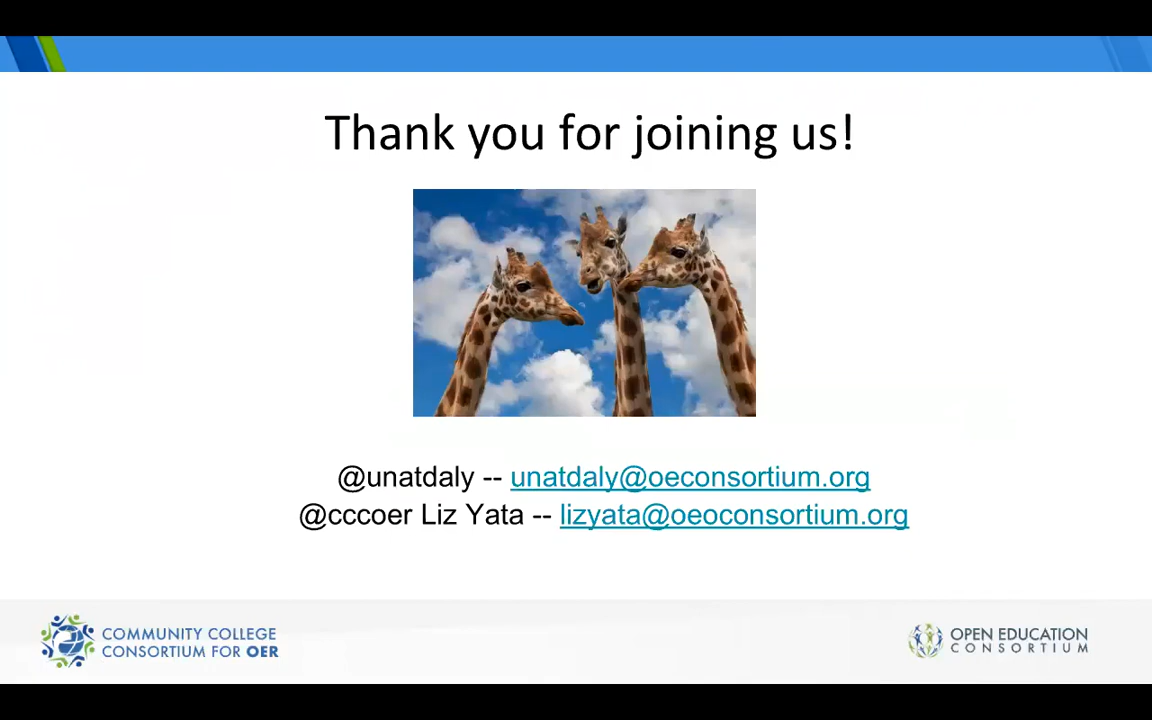 Thank you for joining us!
@unatdaly -- unatdaly@oeconsortium.org
@cccoer Liz Yata -- lizyata@oeoconsortium.org
COMMUNITY COLLEGE
CONSORTIUM FOR OER
OPEN EDUCATION
CONSORTIUM